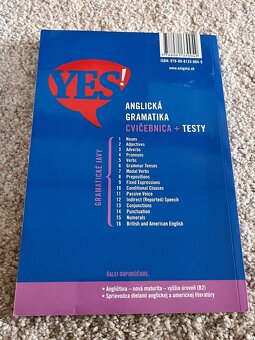 ISBN: 978-80-8133-064-8
www.enigma.sk
YES!
ANGLICKÁ
GRAMATIKA
CVIČEBNICA + TESTY
GRAMATICKÉ JAVY
1 Nouns
2 Adjectives
3 Adverbs
4 Pronouns
5 Verbs
6 Grammar Tenses
7 Modal Verbs
8 Prepositions
9 Fixed Expressions
10 Conditional Clauses
11 Passive Voice
12 Indirect (Reported) Speech
13 Conjunctions
14 Punctuation
15 Numerals
16 British and American English
ĎALEJ ODPORÚČAME:
• Angličtina – nová maturita – vyššia úroveň (B2)
• Sprievodca dielami anglickej a americkej literatúry